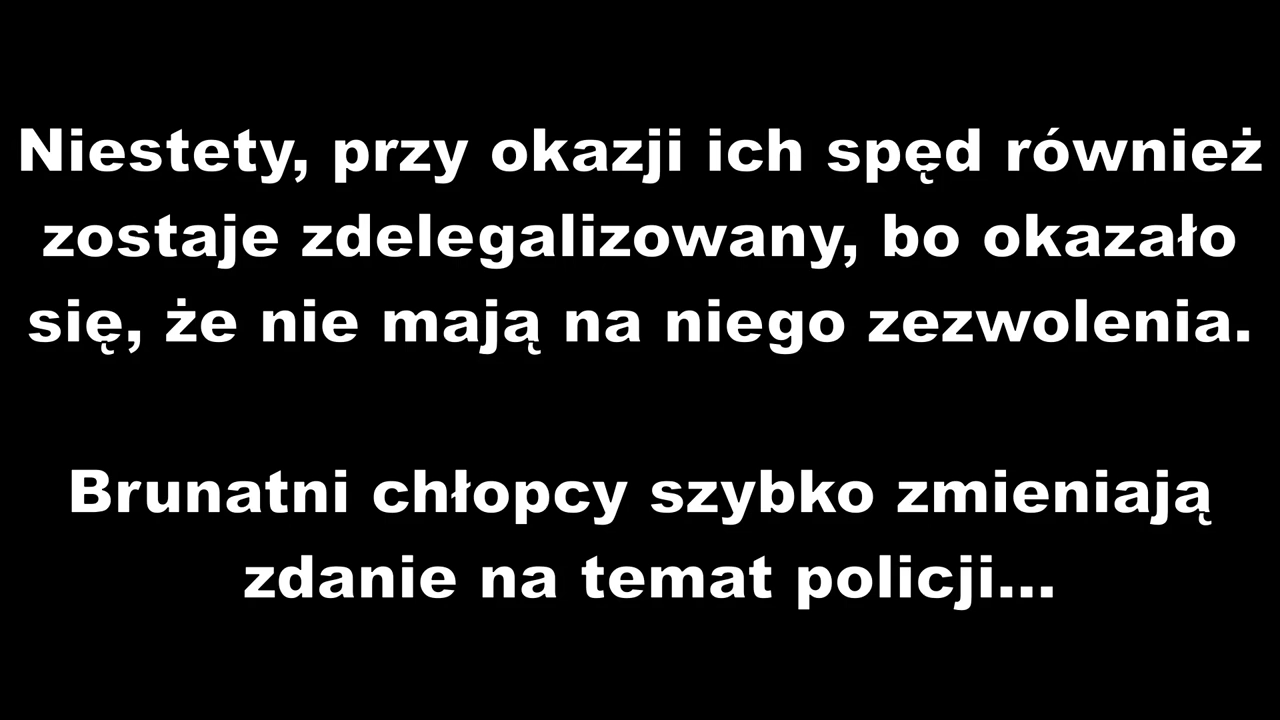 Niestety, przy okazji ich spęd również
zostaje zdelegalizowany, bo okazało
się, że nie mają na niego zezwolenia.
Brunatni chłopcy szybko zmieniają
zdanie na temat policji...